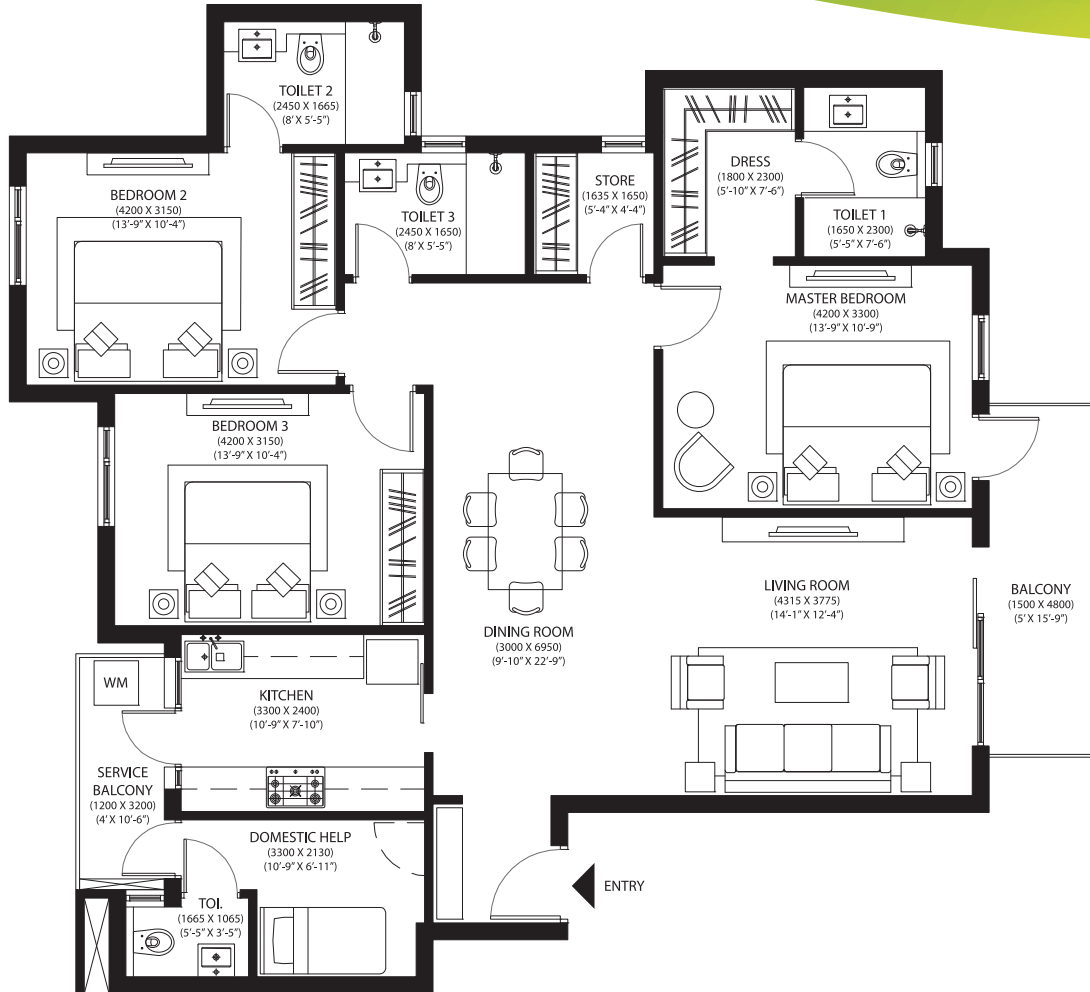 TOILET 2
(2450 X 1665)
(8' X 5'-5")
BEDROOM 2
(4200 X 3150)
(13'-9" X 10'-4")
TOILET 3
(2450 X 1650)
(8' X 5'-5")
STORE
(1635 X 1650)
(5'-4" X 4'-4")
DRESS
(1800 X 2300)
(5'-10" X 7'-6")
TOILET 1
(1650 X 2300)
(5'-5" X 7'-6")
MASTER BEDROOM
(4200 X 3300)
(13'-9" X 10'-9")
BEDROOM 3
(4200 X 3150)
(13'-9" X 10'-4")
DINING ROOM
(3000 X 6950)
(9'-10" X 22'-9")
LIVING ROOM
(4315 X 3775)
(14'-1" X 12'-4")
BALCONY
(1500 X 4800)
(5' X 15'-9")
WM
KITCHEN
(3300 X 2400)
(10'-9" X 7'-10")
SERVICE
BALCONY
(1200 X 3200)
(4' X 10'-6")
DOMESTIC HELP
(3300 X 2130)
(10'-9" X 6'-11")
TOI.
(1665 X 1065)
(5'-5" X 3'-5")
ENTRY